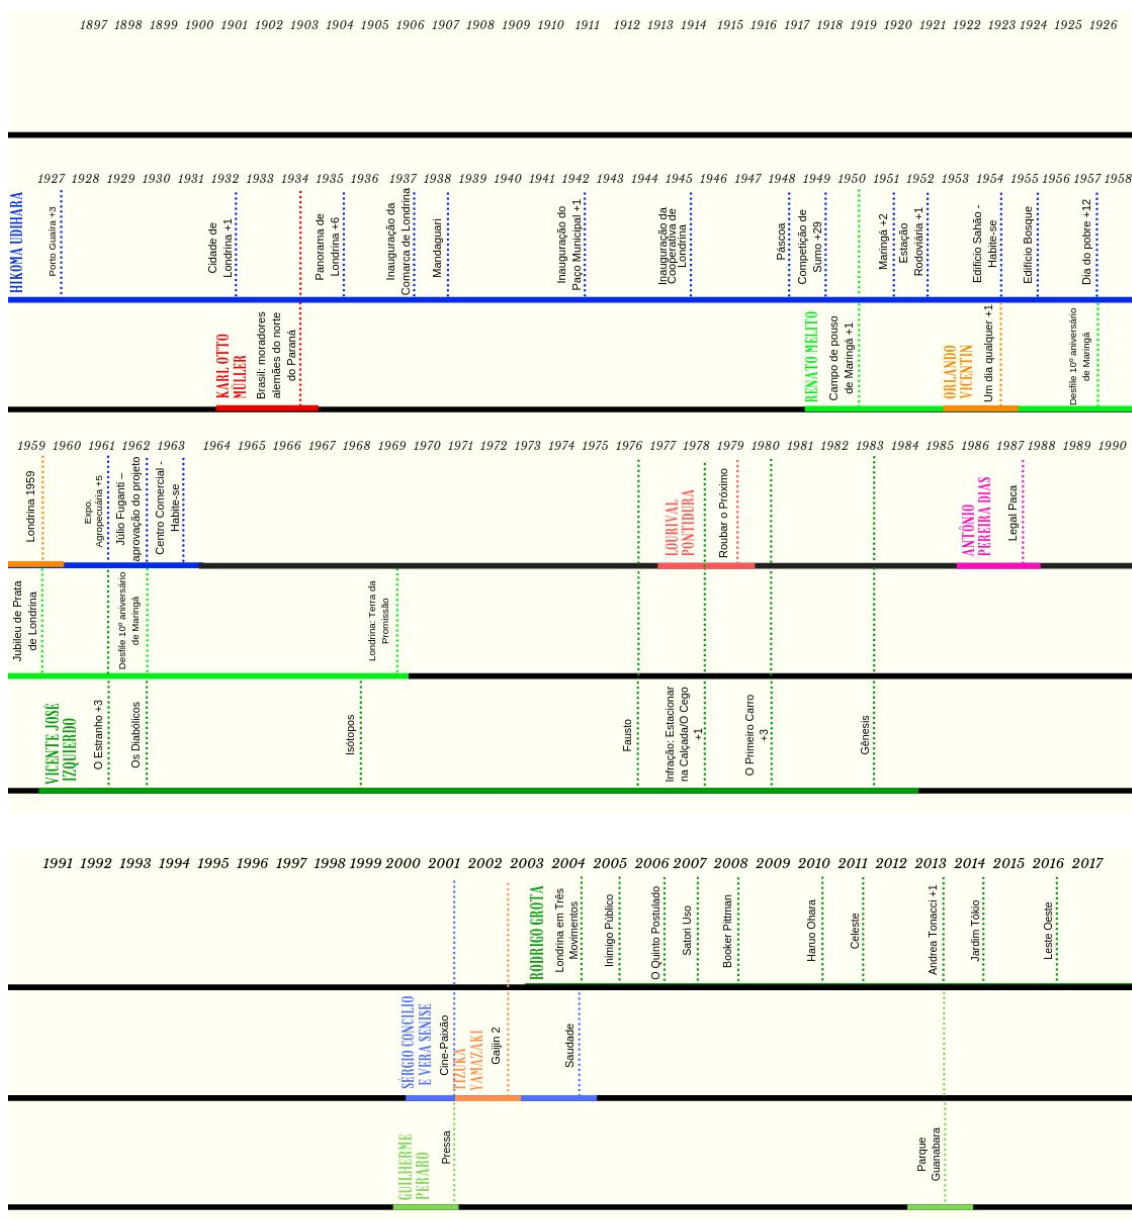 1897 1898 1899 1900 1901 1902 1903 1904 1905 1906 1907 1908 1909 1910 1911 1912 1913 1914 1915 1916 1917 1918 1919 1920 1921 1922 1923 1924 1925 1926
1927 1928 1929 1930 1931 1932 1933 1934 1935 1936 1937 1938 1939 1940 1941 1942 1943 1944 1945 1946 1947 1948 1949 1950 1951 1952 1953 1954 1955 1956 1957 1958
HIKOMA UDIHARA
Porto Guaíra +3
Cidade de
Londrina +1
Panorama de
Londrina +6
Inauguração da
Comarca de Londrina
Mandaguari
Inauguração do
Paço Municipal +1
Inauguração da
Cooperativa de
Londrina
Páscoa
Competição de
Sumo +29
Maringá +2
Estação
Rodoviária +1
Edifício Sahão -
Habite-se
Edifício Bosque
Dia do pobre +12
KARL OTTO
MÜLLER
Brasil: moradores
alemães do norte
do Paraná
RENATO MELITO
Campo de pouso
de Maringá +1
ORLANDO
VICENTIN
Um dia qualquer +1
Desfile 10º aniversário
de Maringá
1959 1960 1961 1962 1963 1964 1965 1966 1967 1968 1969 1970 1971 1972 1973 1974 1975 1976 1977 1978 1979 1980 1981 1982 1983 1984 1985 1986 1987 1988 1989 1990
Londrina 1959
Expo.
Agropecuária +5
Júlio Fuganti –
aprovação do projeto
Centro Comercial -
Habite-se
LOURIVAL
PONTIDURA
Roubar o Próximo
ANTÔNIO
PEREIRA DIAS
Legal Paca
Jubileu de Prata
de Londrina
Desfile 10º aniversário
de Maringá
Londrina: Terra da
Promissão
VICENTE JOSÉ
IZQUIERDO
O Estranho +3
Os Diabólicos
Isótopos
Fausto
Infração: Estacionar
na Calçada/O Cego
+1
O Primeiro Carro
+3
Gênesis
1991 1992 1993 1994 1995 1996 1997 1998 1999 2000 2001 2002 2003 2004 2005 2006 2007 2008 2009 2010 2011 2012 2013 2014 2015 2016 2017
RODRIGO GROTA
Londrina em Três
Movimentos
Inimigo Público
O Quinto Postulado
Satori Uso
Booker Pittman
Haruo Ohara
Celeste
Andrea Tonacci +1
Jardim Tókio
Leste Oeste
SÉRGIO CONCILIO
E VERA SENISE
Cine-Paixão
TIZUKA
YAMAZAKI
Gaijin 2
Saudade
GUILHERME
PERARO
Pressa
Parque
Guanabara